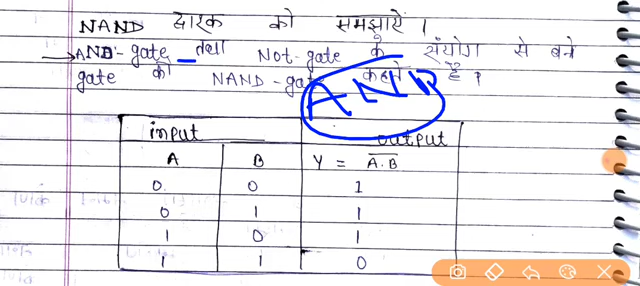 NAND द्वारक को समझायें ।
→ AND-gate तथा Not-gate के संयोग से बने
gate को NAND-gate कहते है ।
AND
input output
A B Y = \overline{A.B}
0 0 1
0 1 1
1 0 1
1 1 0